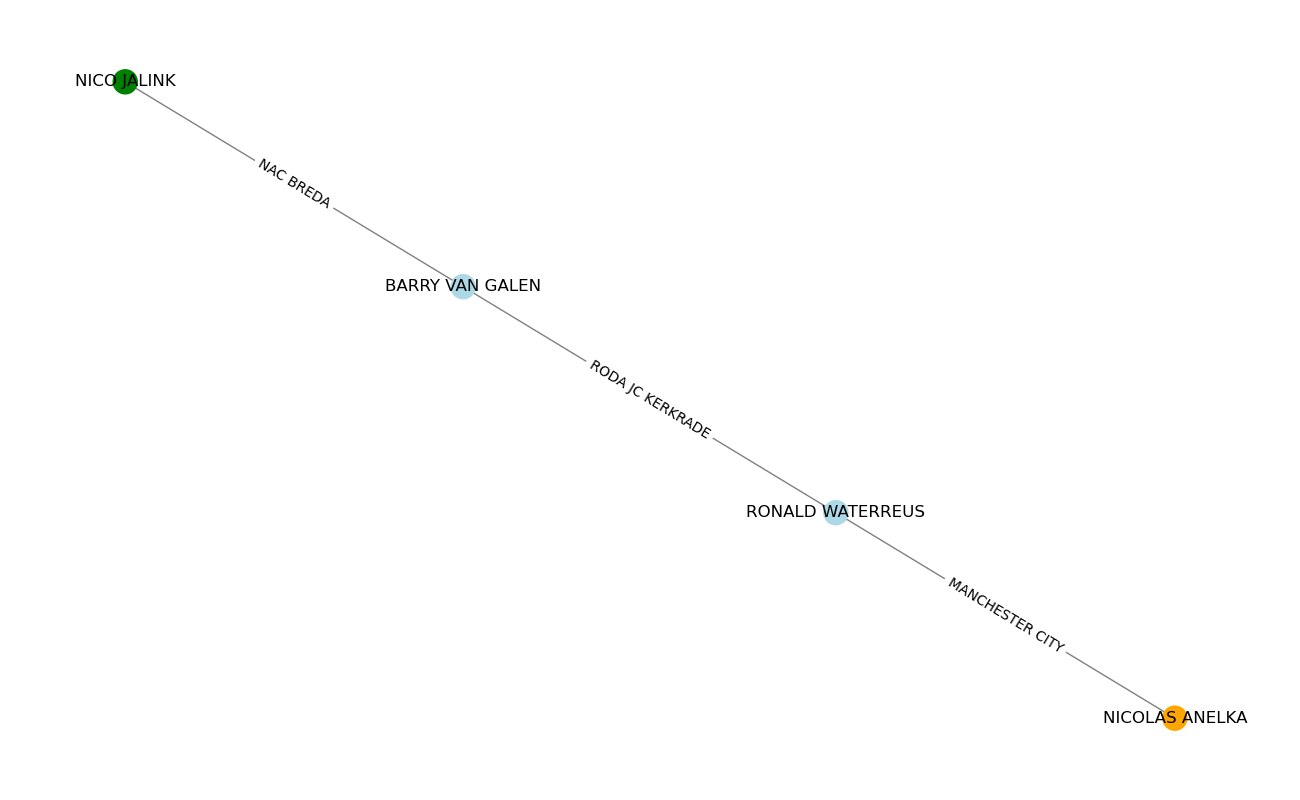 NICO JALINK
NAC BREDA
BARRY VAN GALEN
RODA JC KERKRADE
RONALD WATERREUS
MANCHESTER CITY
NICOLAS ANELKA